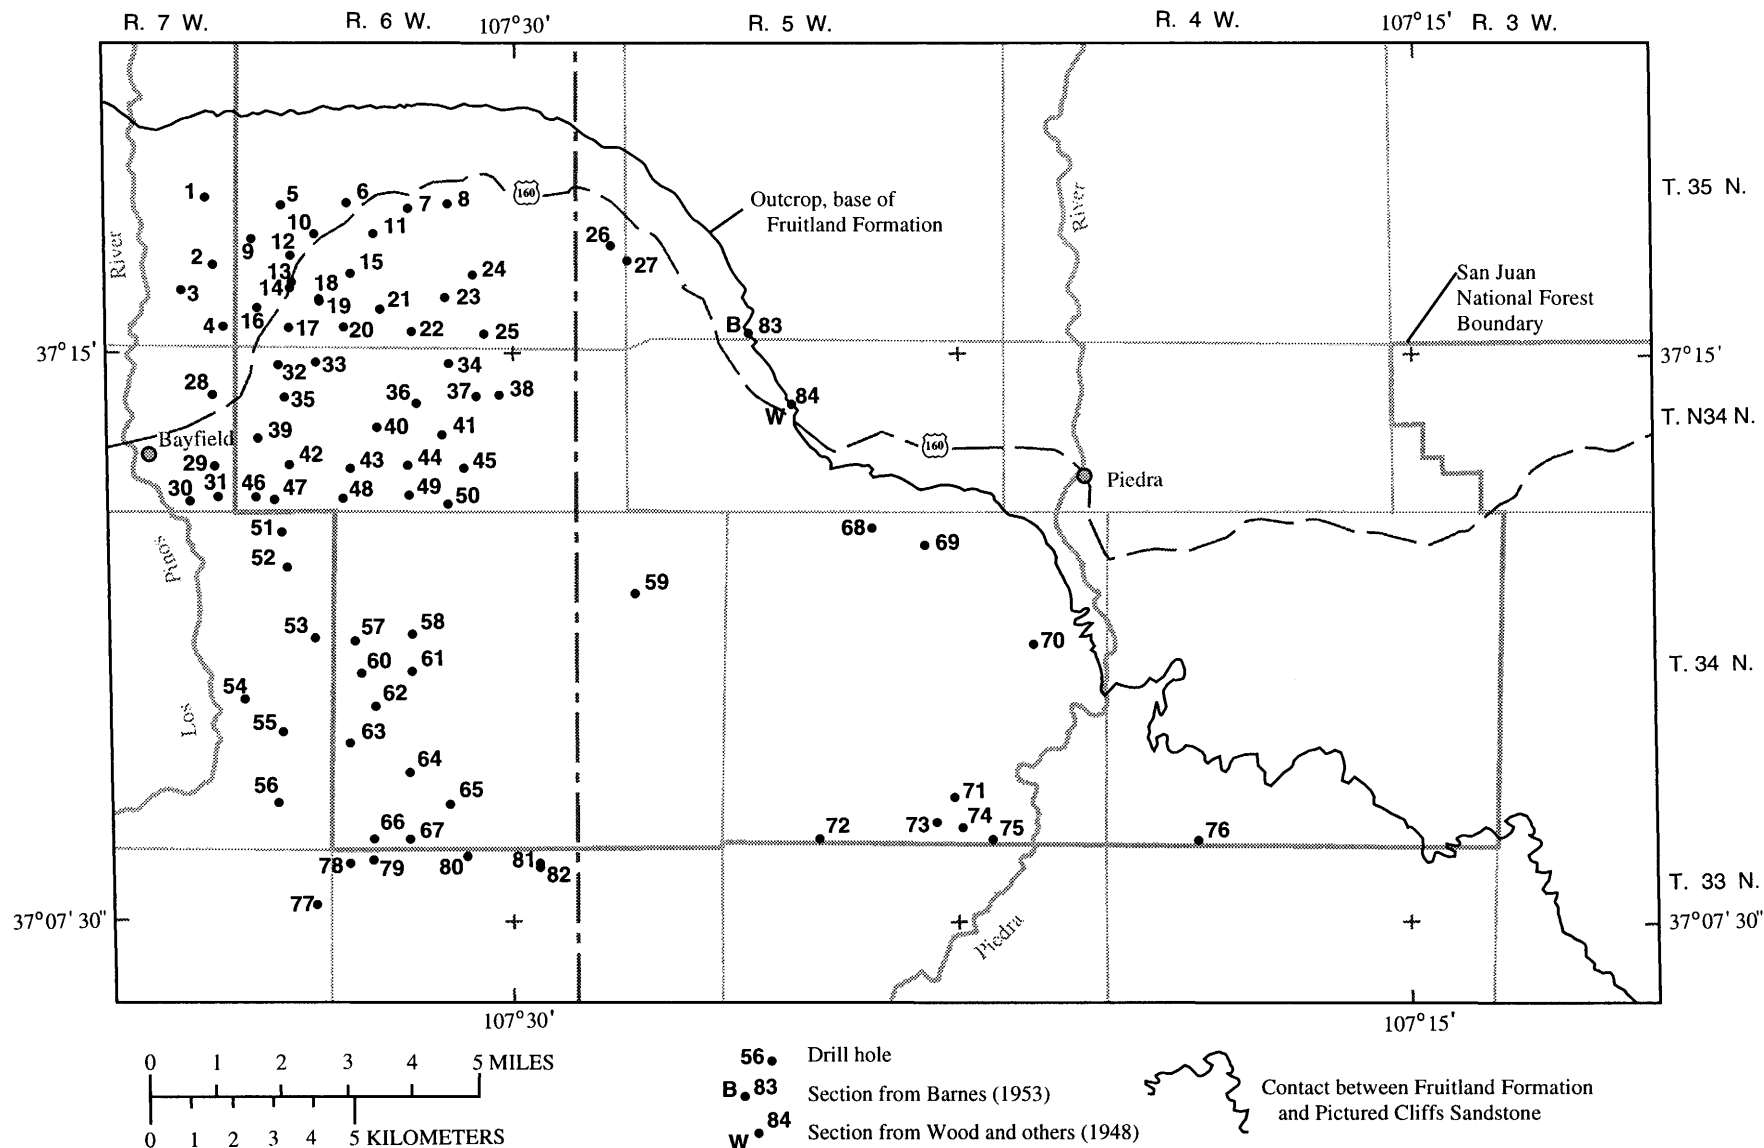 R. 7 W. R. 6 W. 107°30' R. 5 W. R. 4 W. 107°15' R. 3 W.
1 5 6 7 8 160
Outcrop, base of
Fruitland Formation
T. 35 N.
River
River
9 10 11 12
26
27
2 13 15 24
3 14 18 23
16 19 21
4 17 20 22 25
B 83
San Juan
National Forest
Boundary
37°15'
37°15'
32 33 34
28 35 36 37 38
84
W
T. N34 N.
39 40 41
Bayfield
160
29 42 43 44 45
Piedra
30 31 46 47 48 49 50
51
68 69
52
Pinos
59
53 57 58
70
60 61
T. 34 N.
54 62
Los
55 63
64
56 65
71
66 67
72 73 74 75 76
78 79 80 81 82
T. 33 N.
77
37°07'30"
Piedra
37°07'30"
107°30'
107°15'
0 1 2 3 4 5 MILES
0 1 2 3 4 5 KILOMETERS
56 Drill hole
B 83 Section from Barnes (1953)
W 84 Section from Wood and others (1948)
Contact between Fruitland Formation
and Pictured Cliffs Sandstone